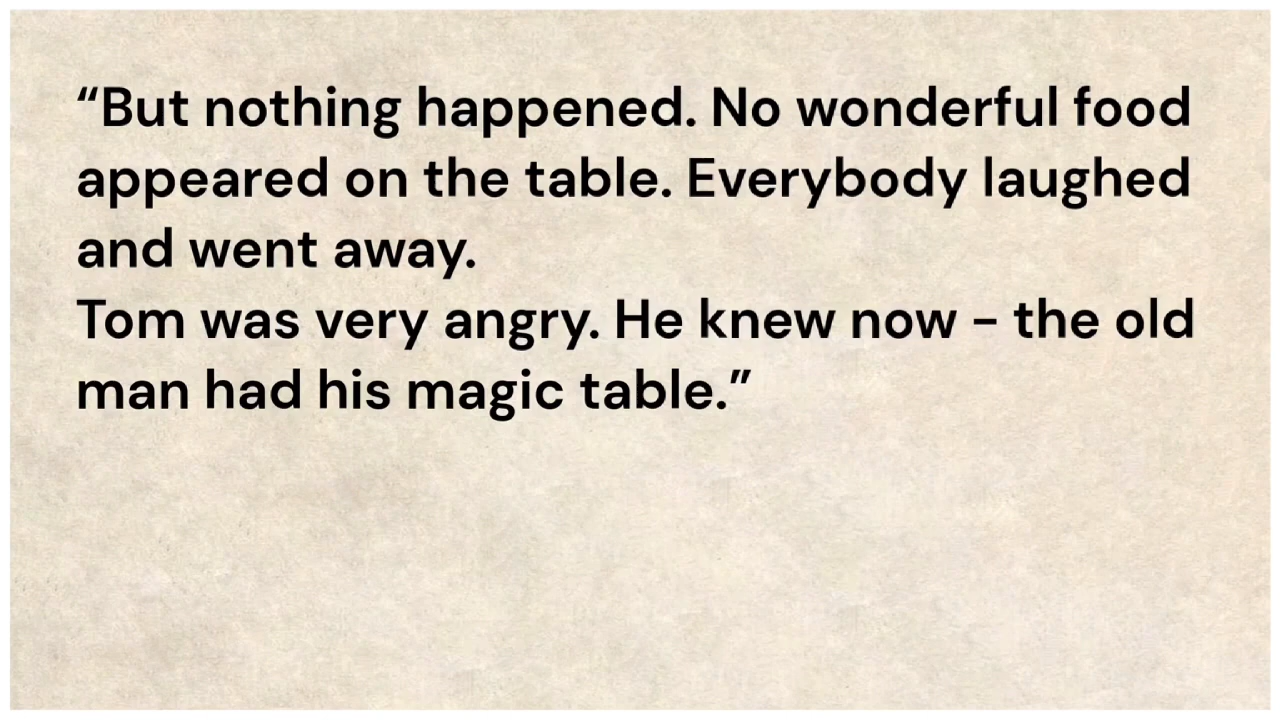 “But nothing happened. No wonderful food
appeared on the table. Everybody laughed
and went away.
Tom was very angry. He knew now – the old
man had his magic table.”